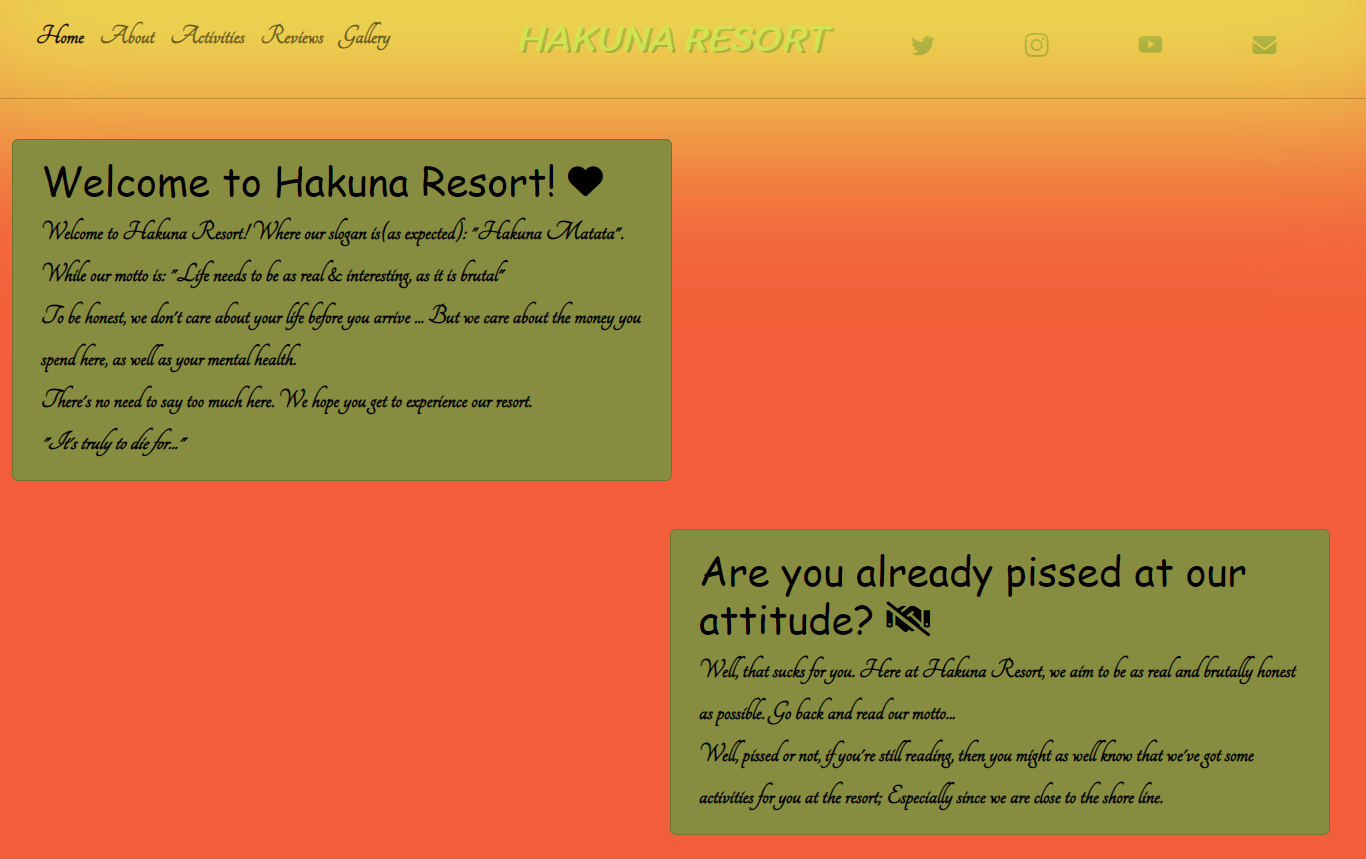 Home About Activities Reviews Gallery HAKUNA RESORT
Welcome to Hakuna Resort!
Welcome to Hakuna Resort! Where our slogan is(as expected): "Hakuna Matata".
While our motto is: "Life needs to be as real & interesting, as it is brutal"
To be honest, we don't care about your life before you arrive ... But we care about the money you
spend here, as well as your mental health.
There's no need to say too much here. We hope you get to experience our resort.
"It's truly to die for..."
Are you already pissed at our
attitude?
Well, that sucks for you. Here at Hakuna Resort, we aim to be as real and brutally honest
as possible. Go back and read our motto...
Well, pissed or not, if you're still reading, then you might as well know that we've got some
activities for you at the resort; Especially since we are close to the shore line.